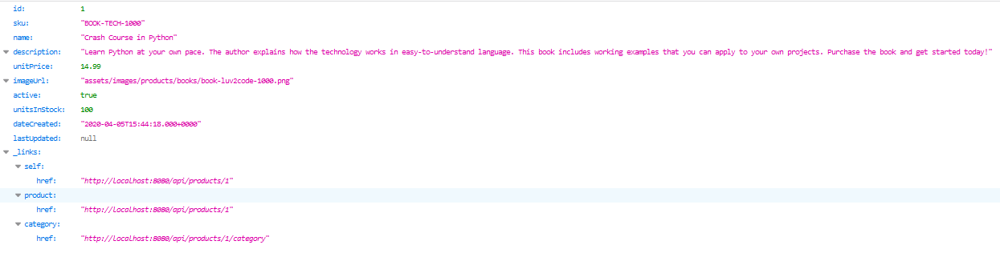 id: 1
sku: "BOOK-TECH-1000"
name: "Crash Course in Python"
description: "Learn Python at your own pace. The author explains how the technology works in easy-to-understand language. This book includes working examples that you can apply to your own projects. Purchase the book and get started today!"
unitPrice: 14.99
imageUrl: "assets/images/products/books/book-luv2code-1000.png"
active: true
unitsInStock: 100
dateCreated: "2020-04-05T15:44:18.000+0000"
lastUpdated: null
_links:
self:
href: "http://localhost:8080/api/products/1"
product:
href: "http://localhost:8080/api/products/1"
category:
href: "http://localhost:8080/api/products/1/category"